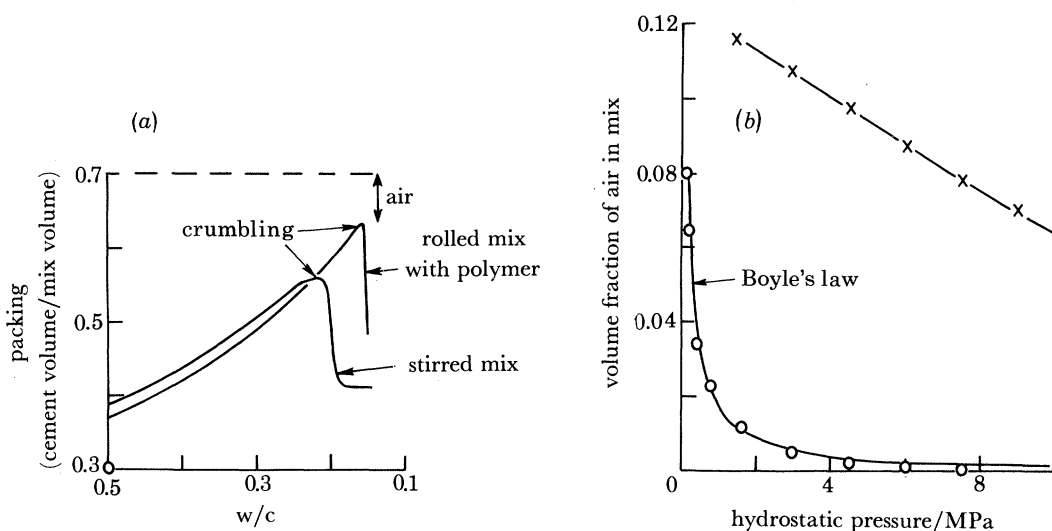 (a)
0.7
0.5
0.3
packing
(cement volume/mix volume)
air
crumbling
rolled mix
with polymer
stirred mix
0.5
0.3
0.1
w/c
(b)
0.12
0.08
0.04
volume fraction of air in mix
Boyle's law
0
4
8
hydrostatic pressure/MPa